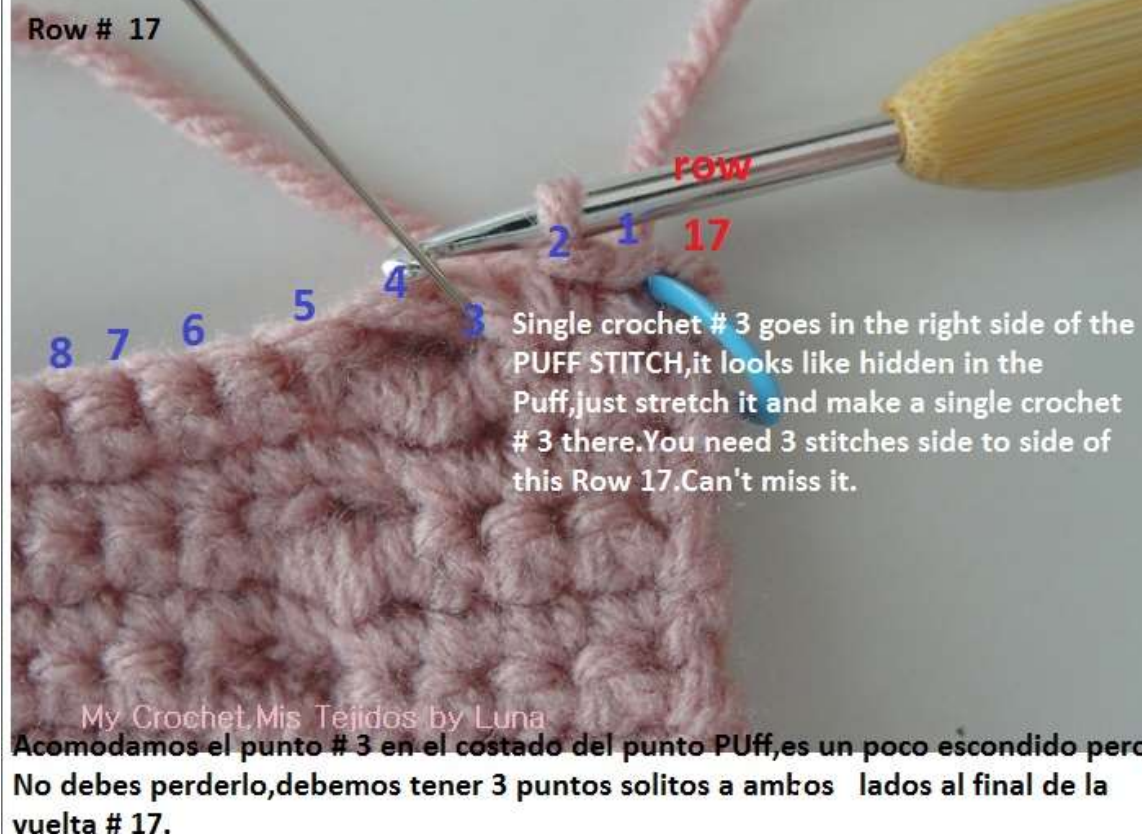 Row # 17
row
17
1
2
3
4
5
6
7
8
Single crochet # 3 goes in the right side of the
PUFF STITCH,it looks like hidden in the
Puff,just stretch it and make a single crochet
# 3 there.You need 3 stitches side to side of
this Row 17.Can't miss it.
My Crochet,Mis Tejidos by Luna
Acomodamos el punto # 3 en el costado del punto PUff,es un poco escondido perc
No debes perderlo,debemos tener 3 puntos solitos a ambos lados al final de la
vuelta # 17.